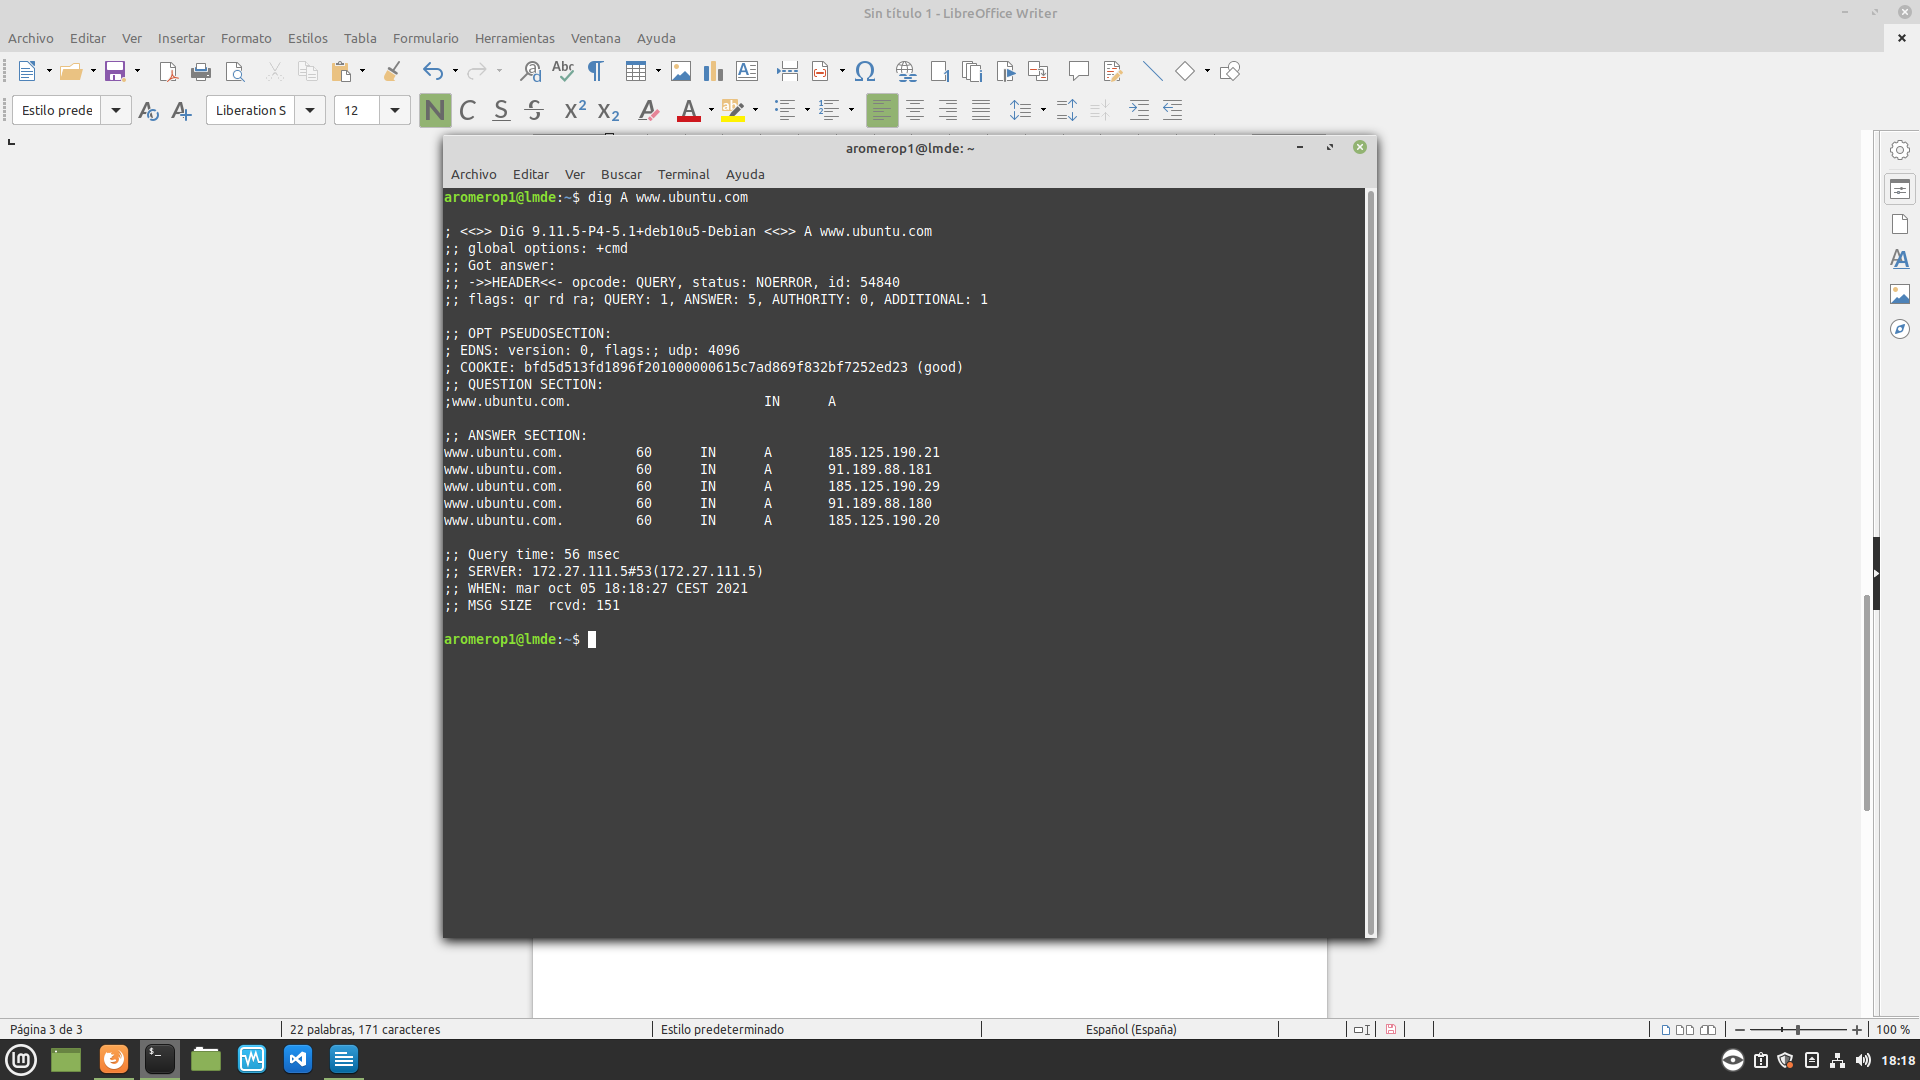 Sin título 1 - LibreOffice Writer
Archivo Editar Ver Insertar Formato Estilos Tabla Formulario Herramientas Ventana Ayuda
Estilo prede Liberation S 12
aromerop1@lmde: ~
Archivo Editar Ver Buscar Terminal Ayuda
aromerop1@lmde:~$ dig A www.ubuntu.com
; <<>> DiG 9.11.5-P4-5.1+deb10u5-Debian <<>> A www.ubuntu.com
;; global options: +cmd
;; Got answer:
;; ->>HEADER<<- opcode: QUERY, status: NOERROR, id: 54840
;; flags: qr rd ra; QUERY: 1, ANSWER: 5, AUTHORITY: 0, ADDITIONAL: 1
;; OPT PSEUDOSECTION:
; EDNS: version: 0, flags:; udp: 4096
; COOKIE: bfd5d513fd1896f201000000615c7ad869f832bf7252ed23 (good)
;; QUESTION SECTION:
;www.ubuntu.com. IN A
;; ANSWER SECTION:
www.ubuntu.com. 60 IN A 185.125.190.21
www.ubuntu.com. 60 IN A 91.189.88.181
www.ubuntu.com. 60 IN A 185.125.190.29
www.ubuntu.com. 60 IN A 91.189.88.180
www.ubuntu.com. 60 IN A 185.125.190.20
;; Query time: 56 msec
;; SERVER: 172.27.111.5#53(172.27.111.5)
;; WHEN: mar oct 05 18:18:27 CEST 2021
;; MSG SIZE  rcvd: 151
aromerop1@lmde:~$
Página 3 de 3 22 palabras, 171 caracteres Estilo predeterminado Español (España) 100 %
18:18